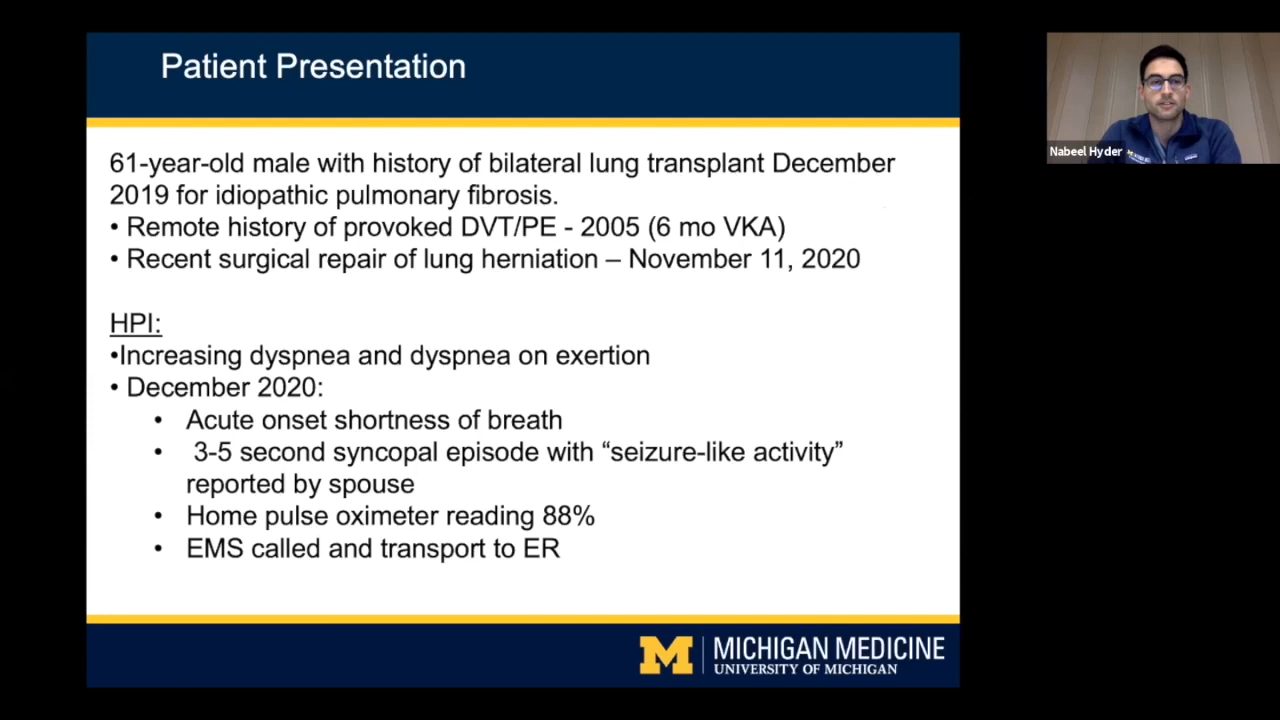 Patient Presentation
61-year-old male with history of bilateral lung transplant December
2019 for idiopathic pulmonary fibrosis.
• Remote history of provoked DVT/PE - 2005 (6 mo VKA)
• Recent surgical repair of lung herniation – November 11, 2020
HPI:
•Increasing dyspnea and dyspnea on exertion
• December 2020:
• Acute onset shortness of breath
• 3-5 second syncopal episode with “seizure-like activity”
reported by spouse
• Home pulse oximeter reading 88%
• EMS called and transport to ER
M | MICHIGAN MEDICINE
UNIVERSITY OF MICHIGAN
Nabeel Hyder